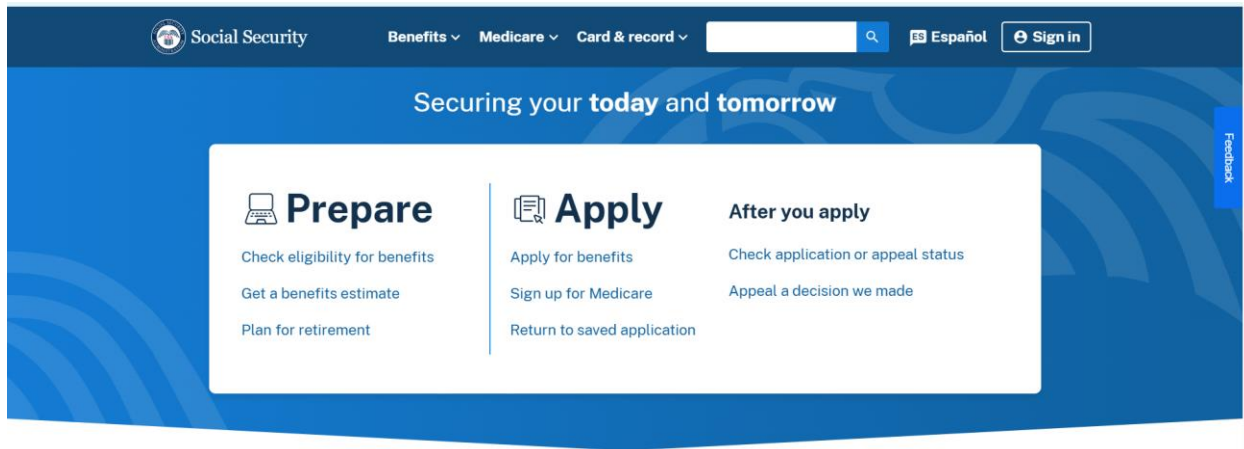 Social Security Benefits Medicare Card & record ES Español Sign in
Securing your today and tomorrow
Feedback
Prepare
Check eligibility for benefits
Get a benefits estimate
Plan for retirement
Apply
Apply for benefits
Sign up for Medicare
Return to saved application
After you apply
Check application or appeal status
Appeal a decision we made